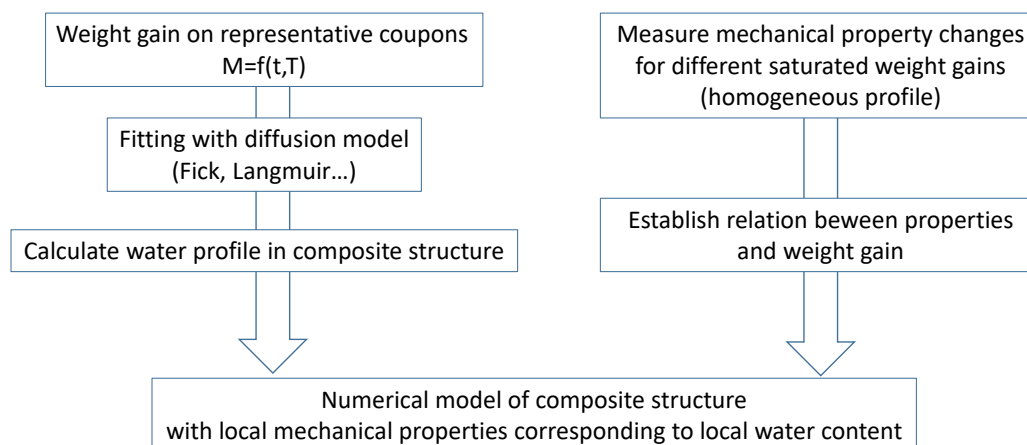 Weight gain on representative coupons
M=f(t,T)
Fitting with diffusion model
(Fick, Langmuir...)
Calculate water profile in composite structure
Measure mechanical property changes
for different saturated weight gains
(homogeneous profile)
Establish relation beween properties
and weight gain
Numerical model of composite structure
with local mechanical properties corresponding to local water content